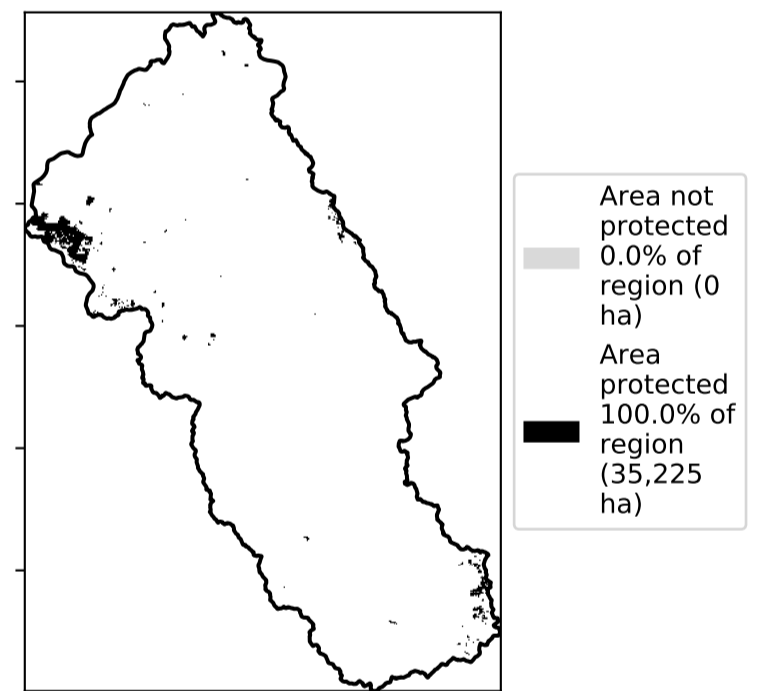 Area not
protected
0.0% of
region (0
ha)
Area
protected
100.0% of
region
(35,225
ha)